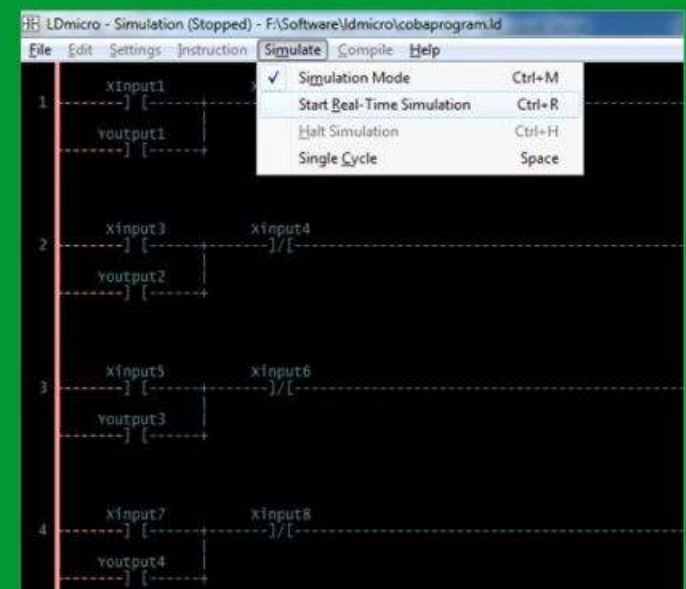 LDmicro - Simulation (Stopped) - F:\Software\ldmicro\cobaprogram.ld
File Edit Settings Instruction Simulate Compile Help
✓ Simulation Mode Ctrl+M
Start Real-Time Simulation Ctrl+R
Halt Simulation Ctrl+H
Single Cycle Space
XInput1
1
Youtput1
Xinput3 Xinput4
2
Youtput2
Xinput5 Xinput6
3
Youtput3
Xinput7 Xinput8
4
Youtput4